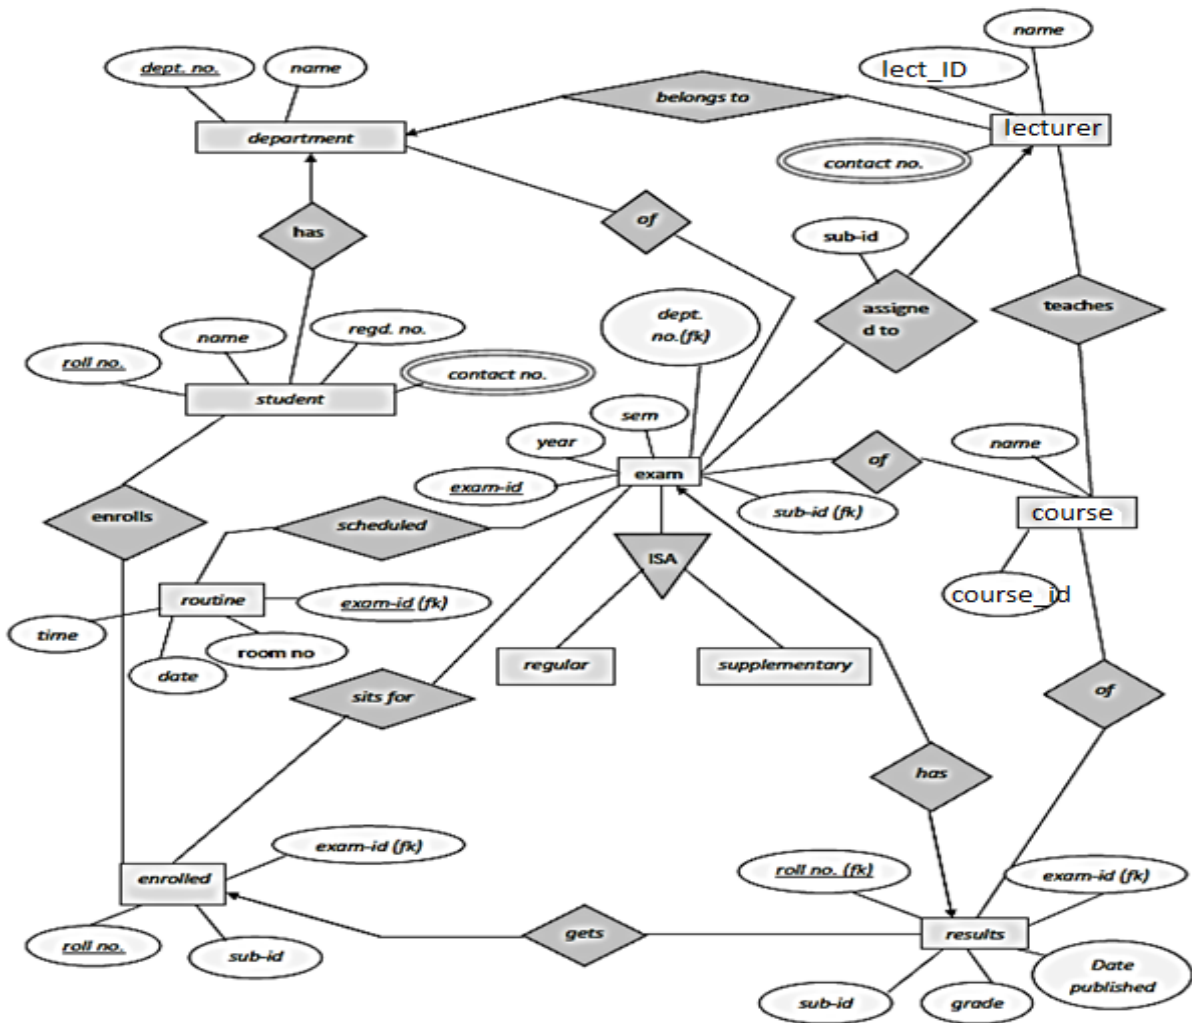 name
lect_ID
dept. no.
name
belongs to
lecturer
department
contact no.
of
has
sub-id
assigne
d to
teaches
dept.
no.(fk)
name
regd. no.
roll no.
contact no.
student
sem
year
name
exam
of
exam-id
sub-id (fk)
course
enrolls
scheduled
ISA
course_id
routine
exam-id (fk)
time
room no
date
regular
supplementary
sits for
of
has
exam-id (fk)
enrolled
roll no. (fk)
exam-id (fk)
roll no.
sub-id
gets
results
Date
published
sub-id
grade